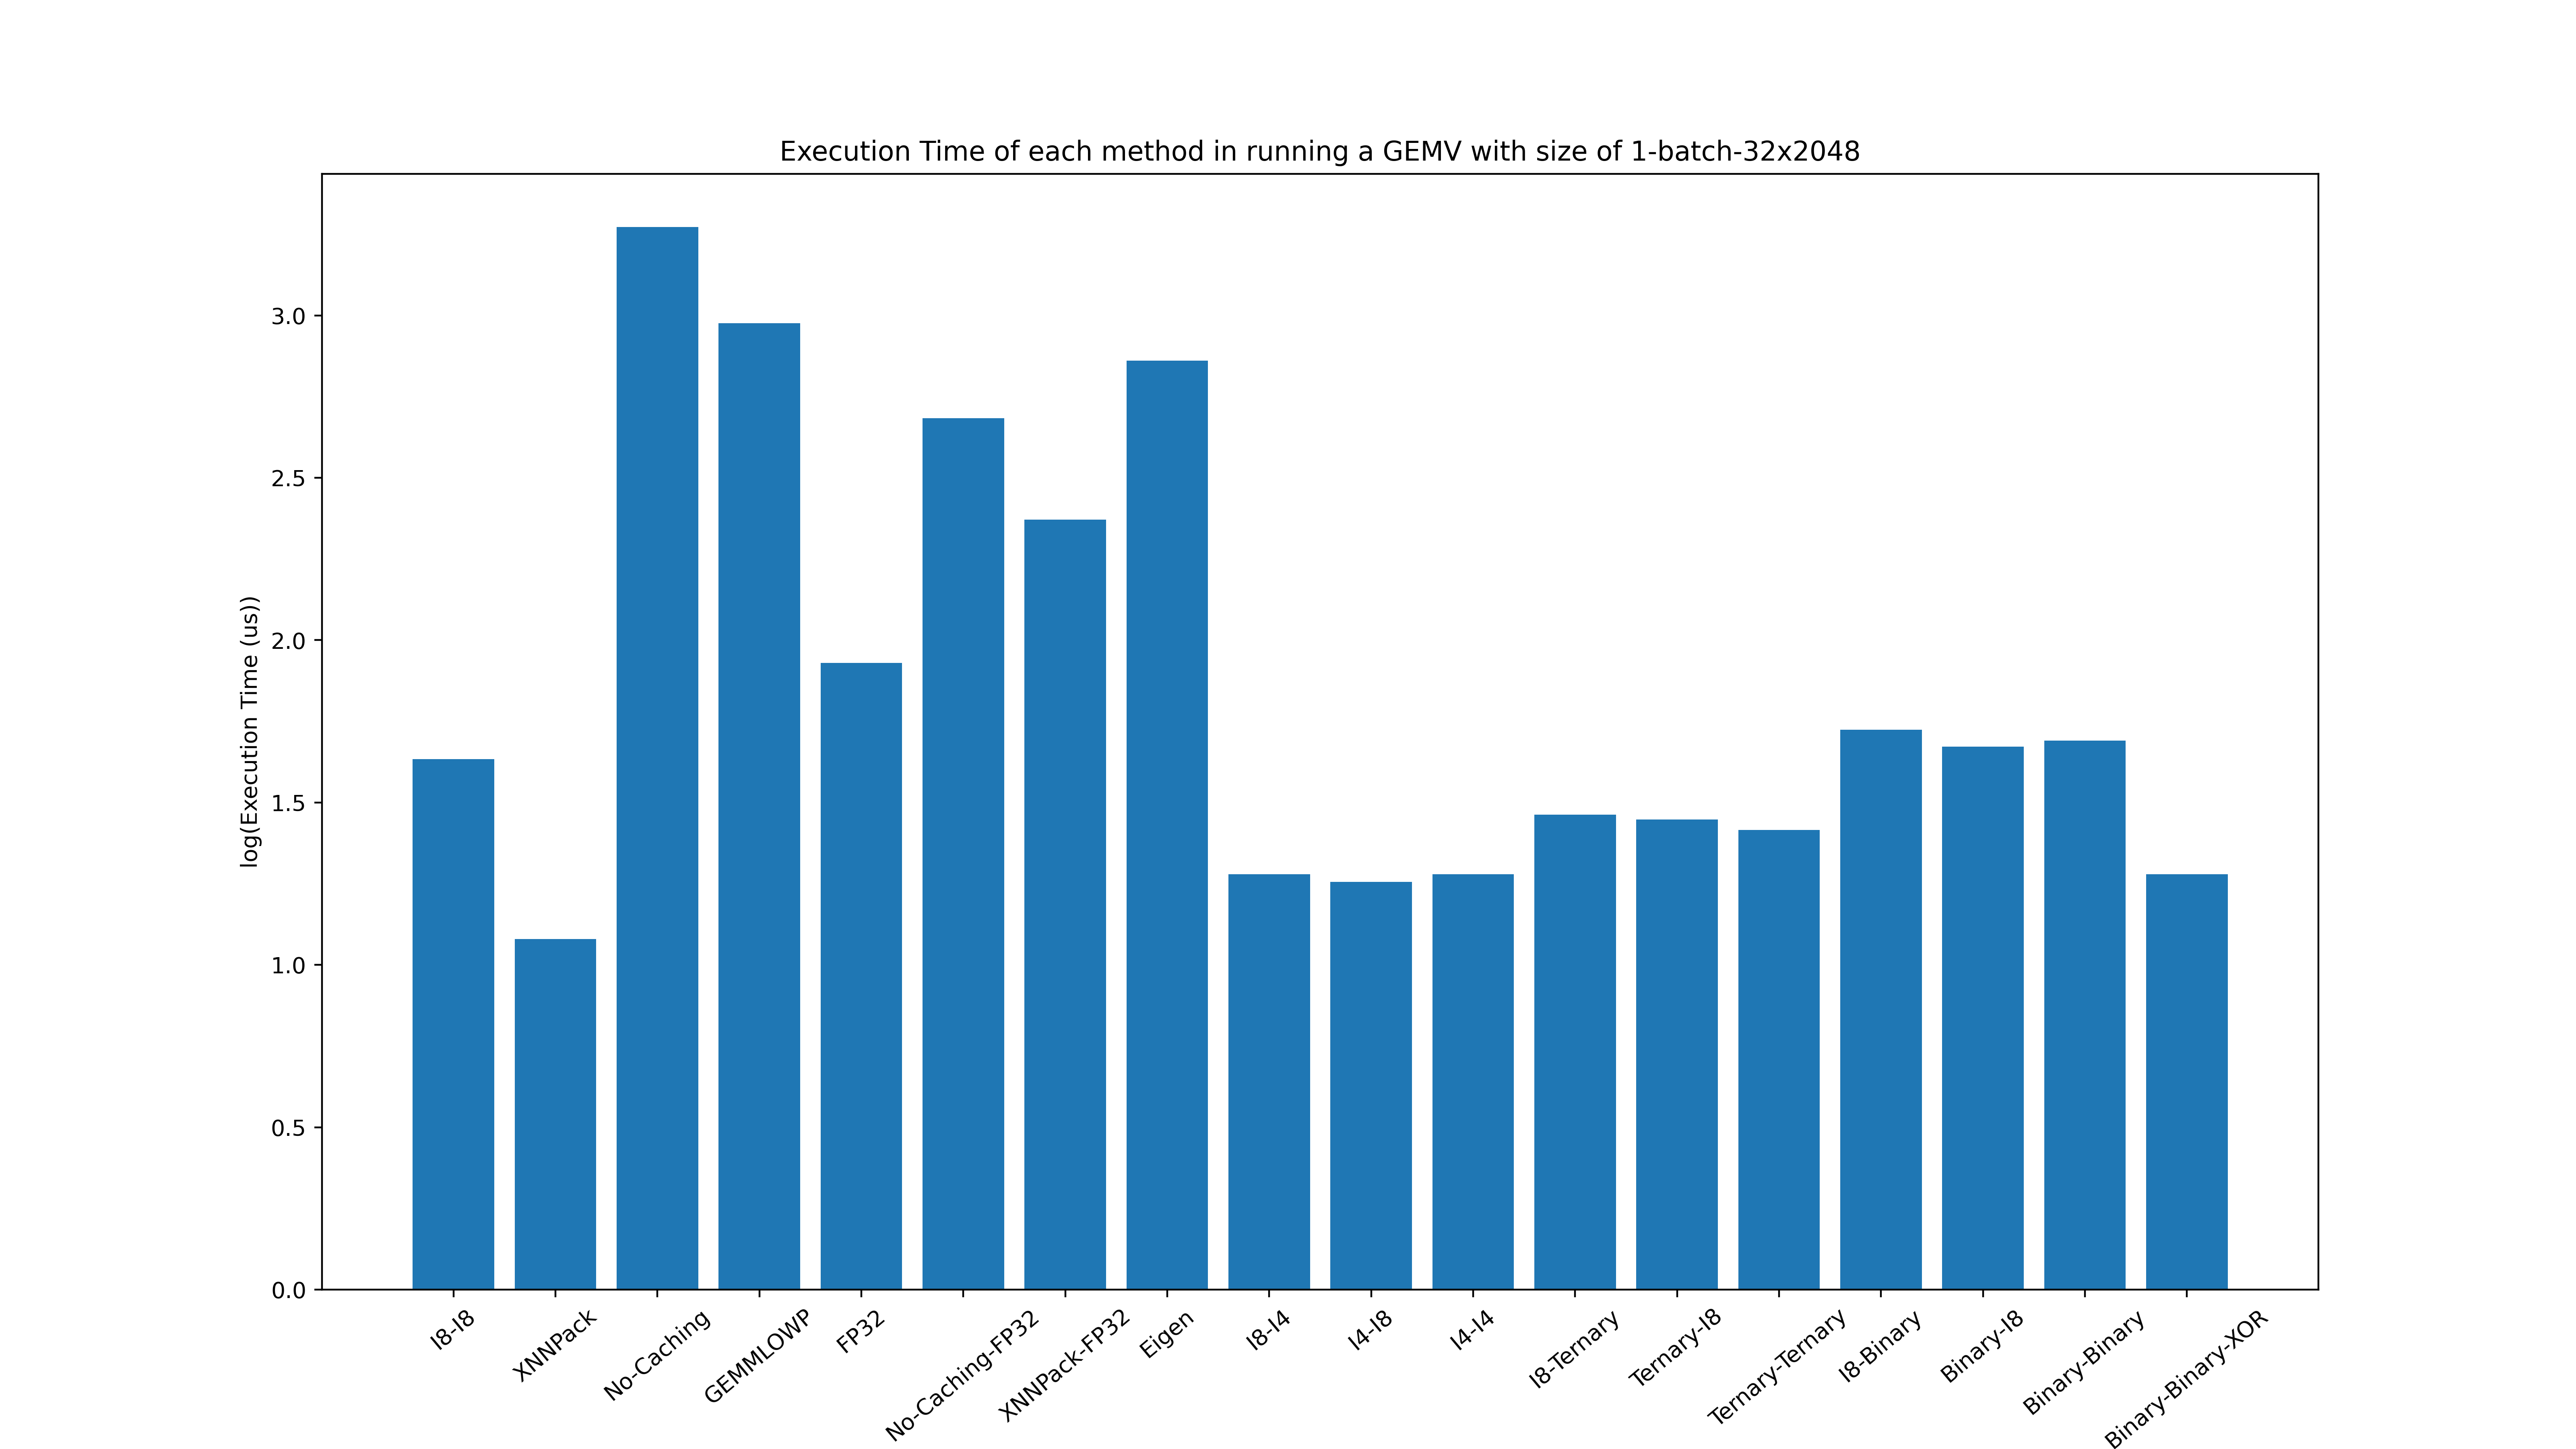 Execution Time of each method in running a GEMV with size of 1-batch-32x2048
log(Execution Time (us))
3.0
2.5
2.0
1.5
1.0
0.5
0.0
I8-I8
XNNPack
No-Caching
GEMMLOWP
FP32
No-Caching-FP32
XNNPack-FP32
Eigen
I8-I4
I4-I8
I4-I4
I8-Ternary
Ternary-I8
Ternary-Ternary
I8-Binary
Binary-I8
Binary-Binary
Binary-Binary-XOR